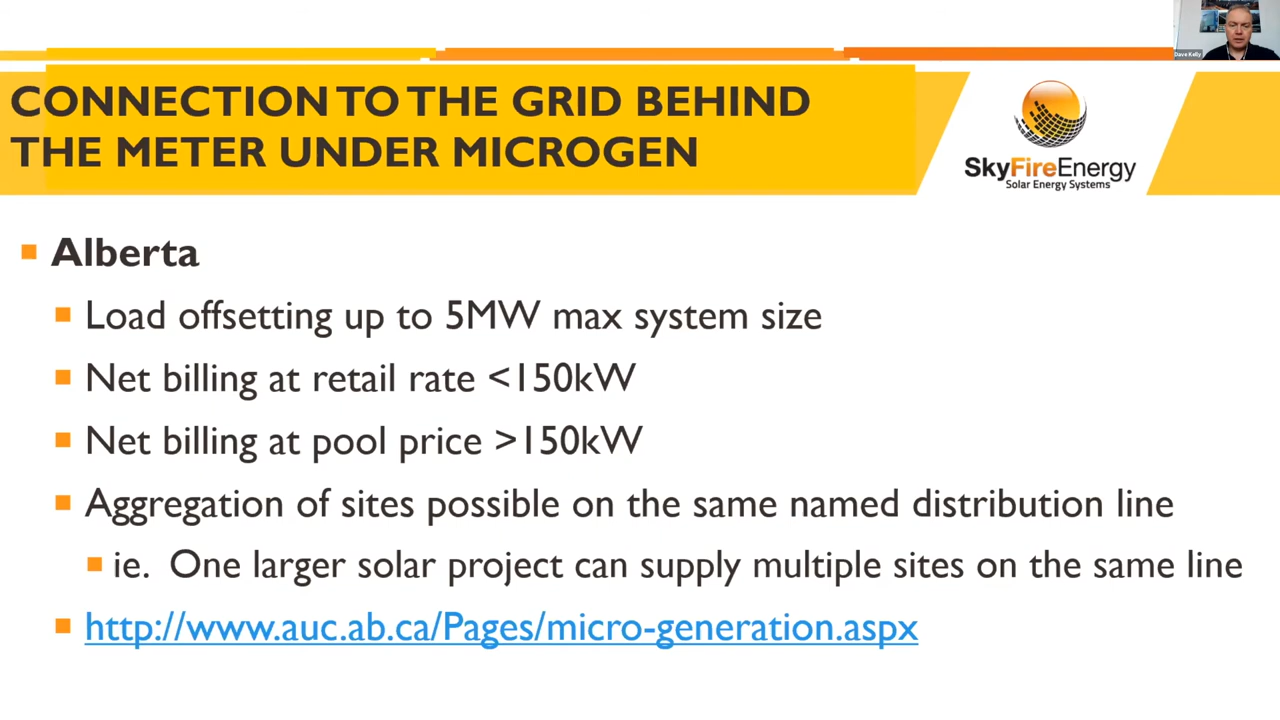 Dave Kelly
CONNECTION TO THE GRID BEHIND
THE METER UNDER MICROGEN
SkyFireEnergy
Solar Energy Systems
Alberta
Load offsetting up to 5MW max system size
Net billing at retail rate <150kW
Net billing at pool price >150kW
Aggregation of sites possible on the same named distribution line
ie. One larger solar project can supply multiple sites on the same line
http://www.auc.ab.ca/Pages/micro-generation.aspx